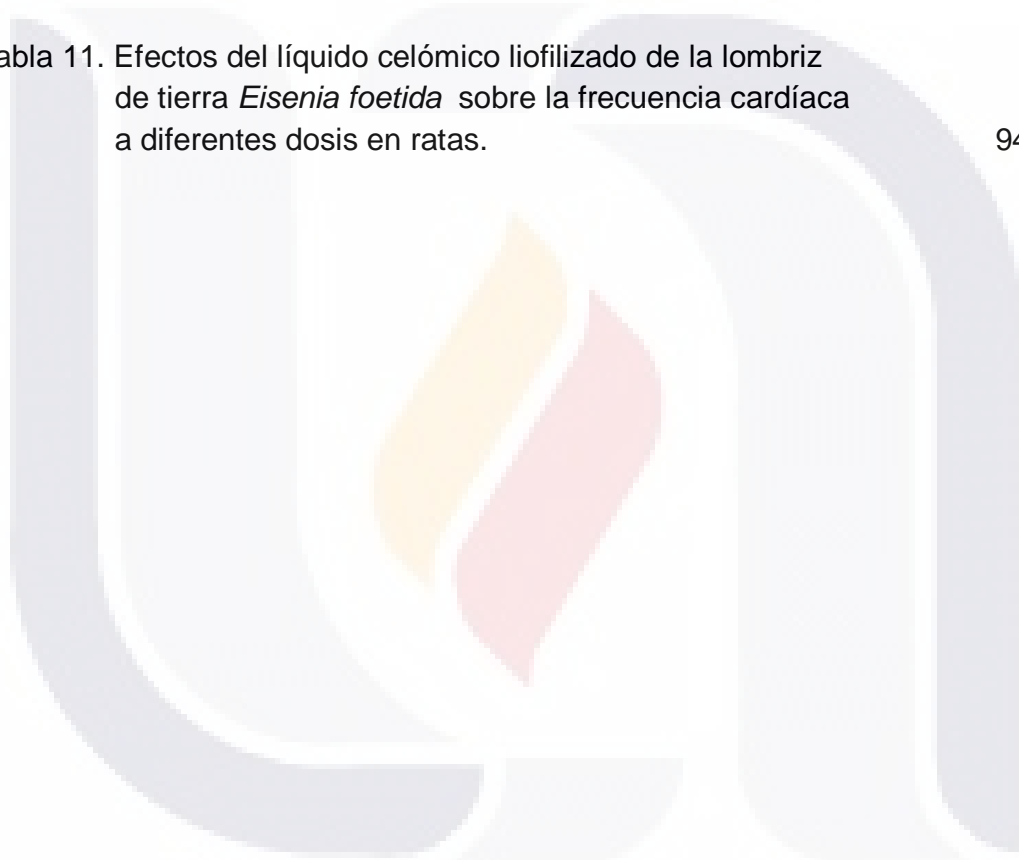 abla 11. Efectos del líquido celómico liofilizado de la lombriz
de tierra Eisenia foetida sobre la frecuencia cardíaca
a diferentes dosis en ratas. 94